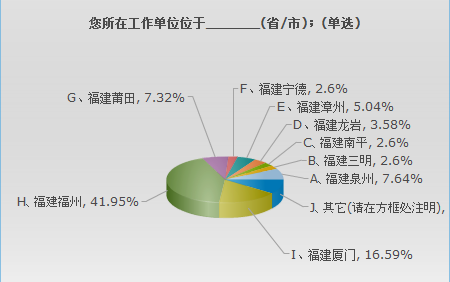 您所在工作单位位于________(省/市); (单选)
F、福建宁德, 2.6%
G、福建莆田, 7.32%
E、福建漳州, 5.04%
D、福建龙岩, 3.58%
C、福建南平, 2.6%
B、福建三明, 2.6%
A、福建泉州, 7.64%
H、福建福州, 41.95%
J、其它(请在方框处注明),
I、福建厦门, 16.59%